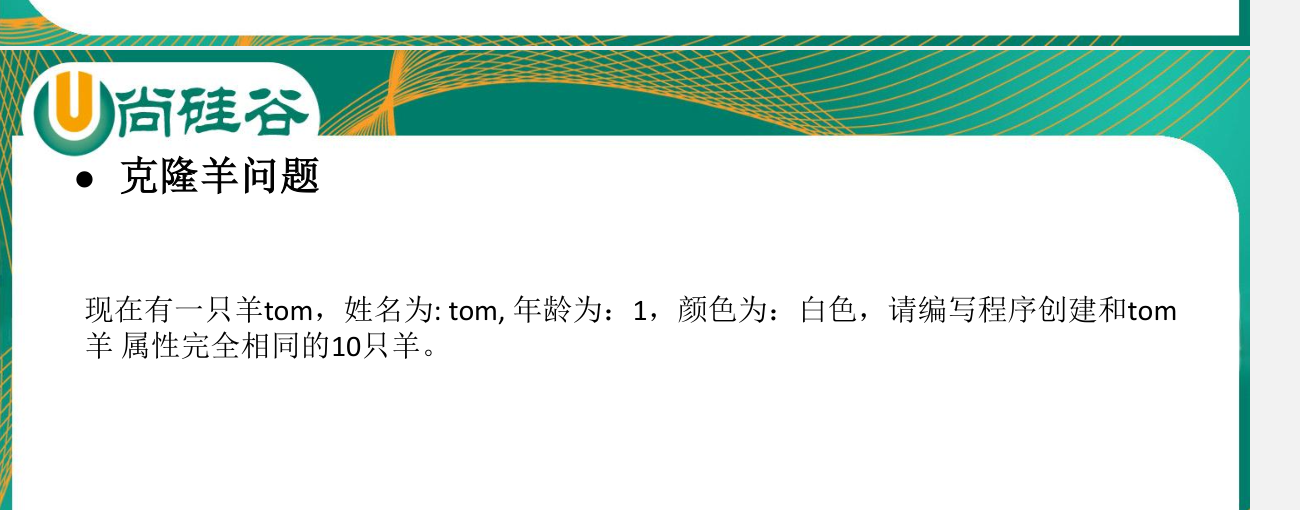 尚硅谷
● 克隆羊问题
现在有一只羊tom，姓名为: tom, 年龄为：1，颜色为：白色，请编写程序创建和tom
羊 属性完全相同的10只羊。